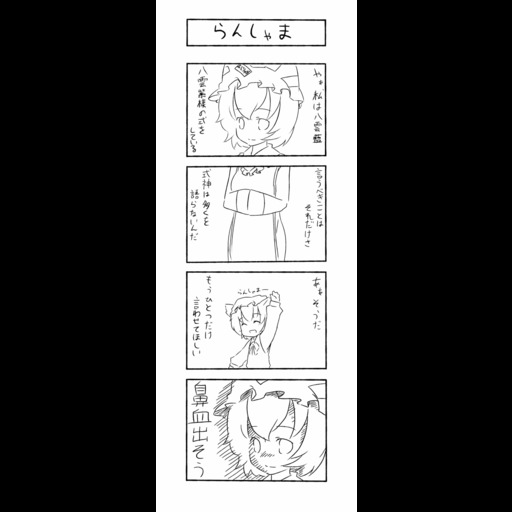 らんしゃま
やぁ、私は八雲藍
八雲紫様の式を
している
言うべきことは
それだけさ
式神は多くを
語らないんだ
あぁ そうだ
らんしゃまー
もうひとつだけ
言わせてほしい
鼻血出そう